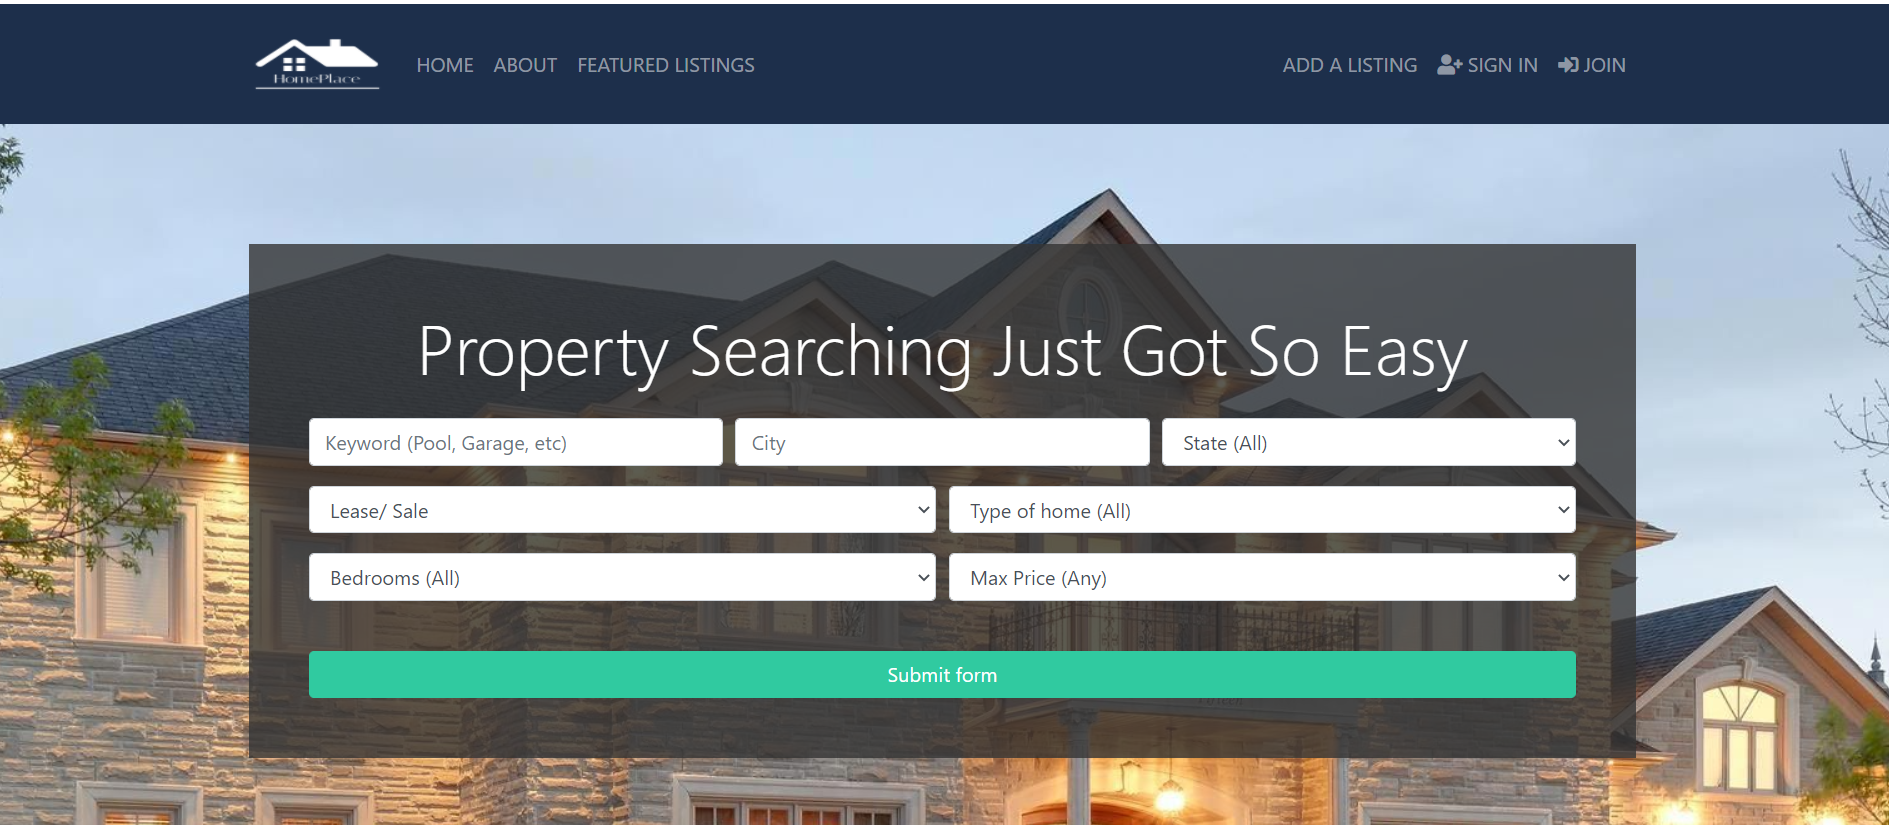 HomePlace
HOME ABOUT FEATURED LISTINGS ADD A LISTING SIGN IN JOIN
Property Searching Just Got So Easy
Keyword (Pool, Garage, etc) City State (All)
Lease/ Sale Type of home (All)
Bedrooms (All) Max Price (Any)
Submit form